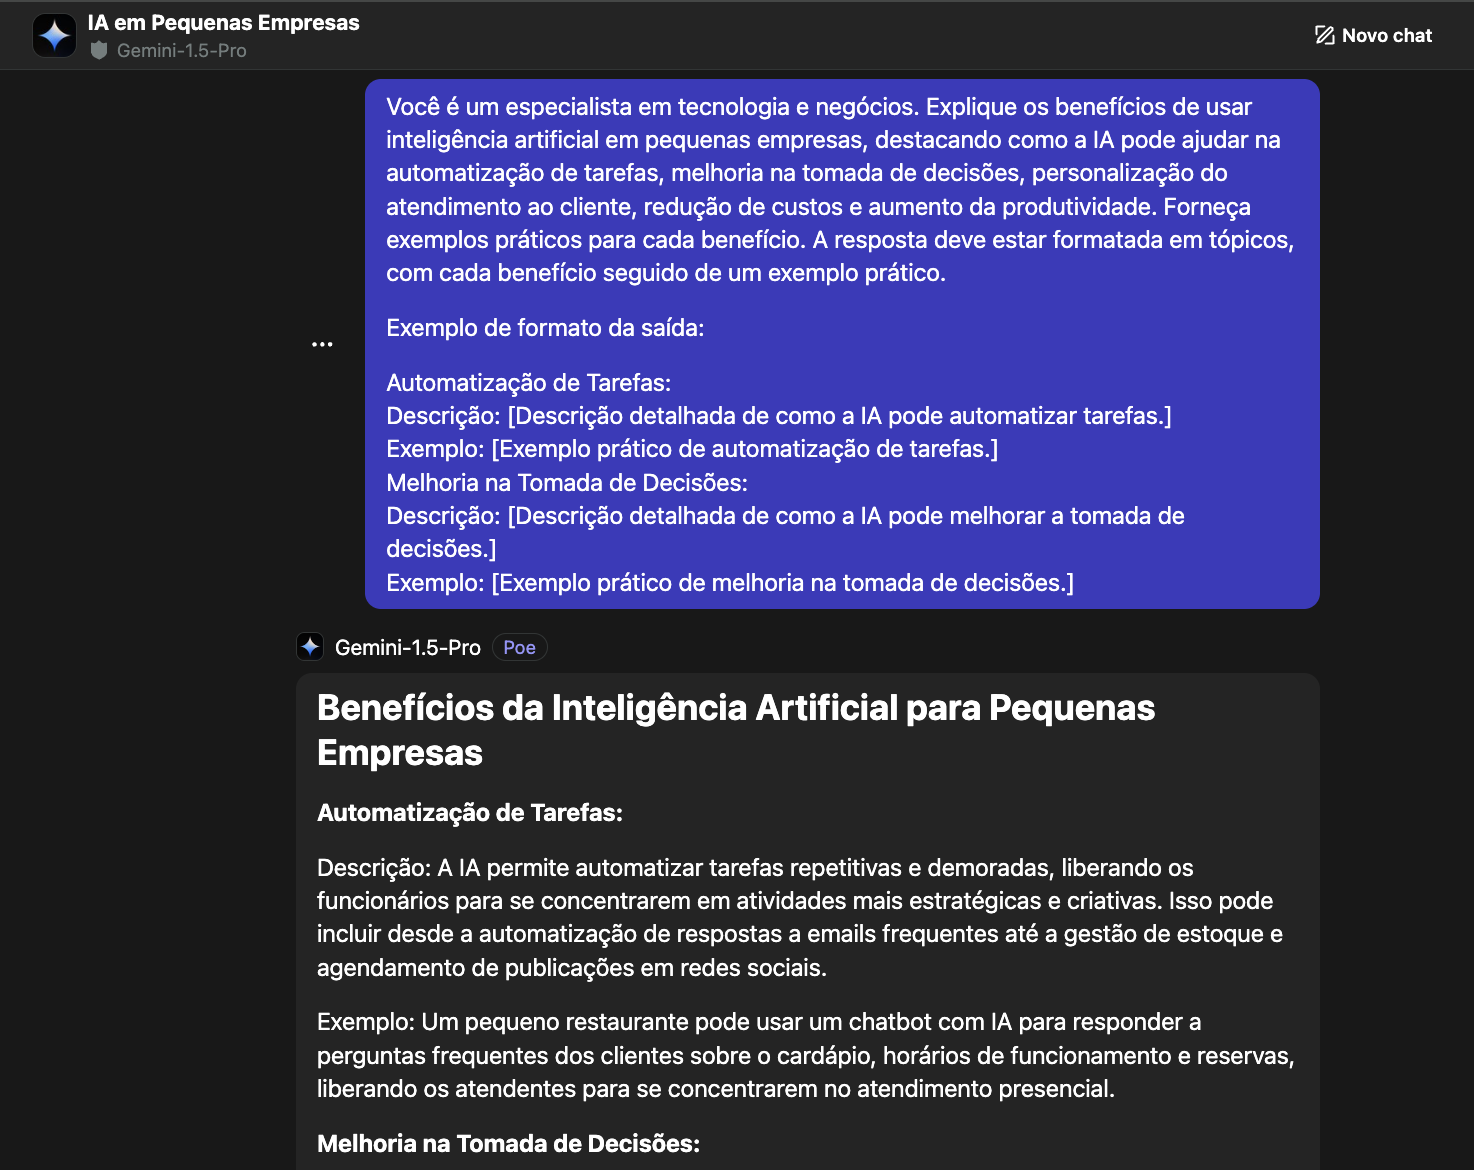 IA em Pequenas Empresas
Gemini-1.5-Pro
Novo chat
Você é um especialista em tecnologia e negócios. Explique os benefícios de usar
inteligência artificial em pequenas empresas, destacando como a IA pode ajudar na
automatização de tarefas, melhoria na tomada de decisões, personalização do
atendimento ao cliente, redução de custos e aumento da produtividade. Forneça
exemplos práticos para cada benefício. A resposta deve estar formatada em tópicos,
com cada benefício seguido de um exemplo prático.
Exemplo de formato da saída:
Automatização de Tarefas:
Descrição: [Descrição detalhada de como a IA pode automatizar tarefas.]
Exemplo: [Exemplo prático de automatização de tarefas.]
Melhoria na Tomada de Decisões:
Descrição: [Descrição detalhada de como a IA pode melhorar a tomada de
decisões.]
Exemplo: [Exemplo prático de melhoria na tomada de decisões.]
Gemini-1.5-Pro Poe
Benefícios da Inteligência Artificial para Pequenas
Empresas
Automatização de Tarefas:
Descrição: A IA permite automatizar tarefas repetitivas e demoradas, liberando os
funcionários para se concentrarem em atividades mais estratégicas e criativas. Isso pode
incluir desde a automatização de respostas a emails frequentes até a gestão de estoque e
agendamento de publicações em redes sociais.
Exemplo: Um pequeno restaurante pode usar um chatbot com IA para responder a
perguntas frequentes dos clientes sobre o cardápio, horários de funcionamento e reservas,
liberando os atendentes para se concentrarem no atendimento presencial.
Melhoria na Tomada de Decisões: